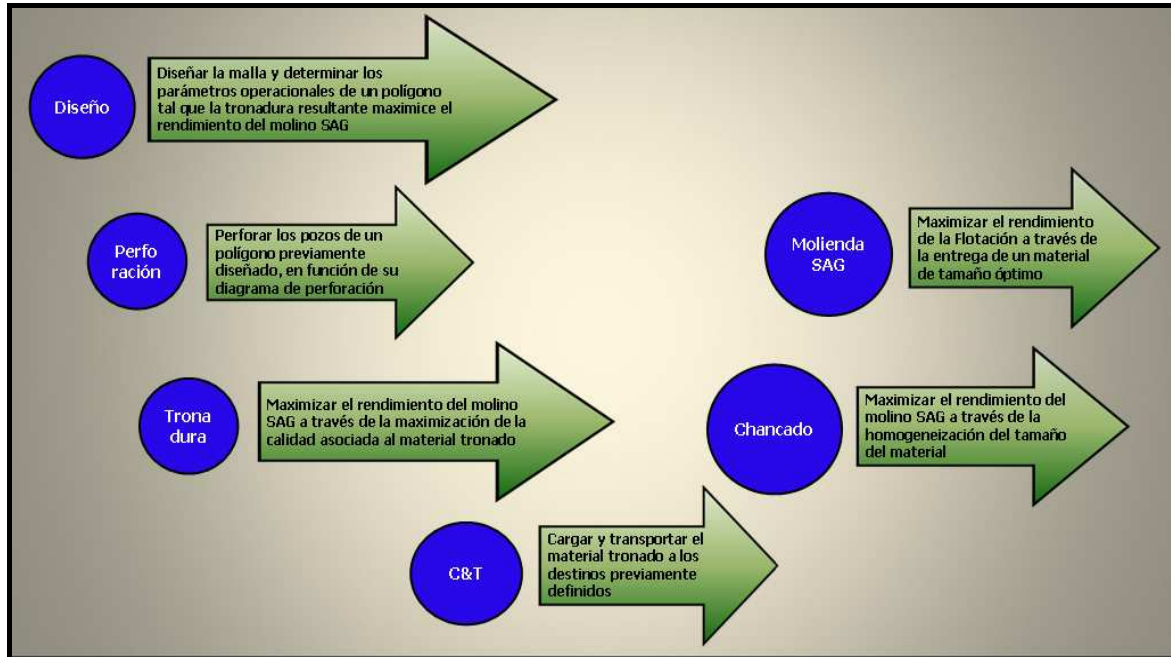 Diseño
Diseñar la malla y determinar los
parámetros operacionales de un polígono
tal que la tronadura resultante maximice el
rendimiento del molino SAG
Perfo
ración
Perforar los pozos de un
polígono previamente
diseñado, en función de su
diagrama de perforación
Trona
dura
Maximizar el rendimiento del molino
SAG a través de la maximización de la
calidad asociada al material tronado
C&T
Cargar y transportar el
material tronado a los
destinos previamente
definidos
Chancado
Maximizar el rendimiento del
molino SAG a través de la
homogeneización del tamaño
del material
Molienda
SAG
Maximizar el rendimiento
de la Flotación a través de
la entrega de un material
de tamaño óptimo